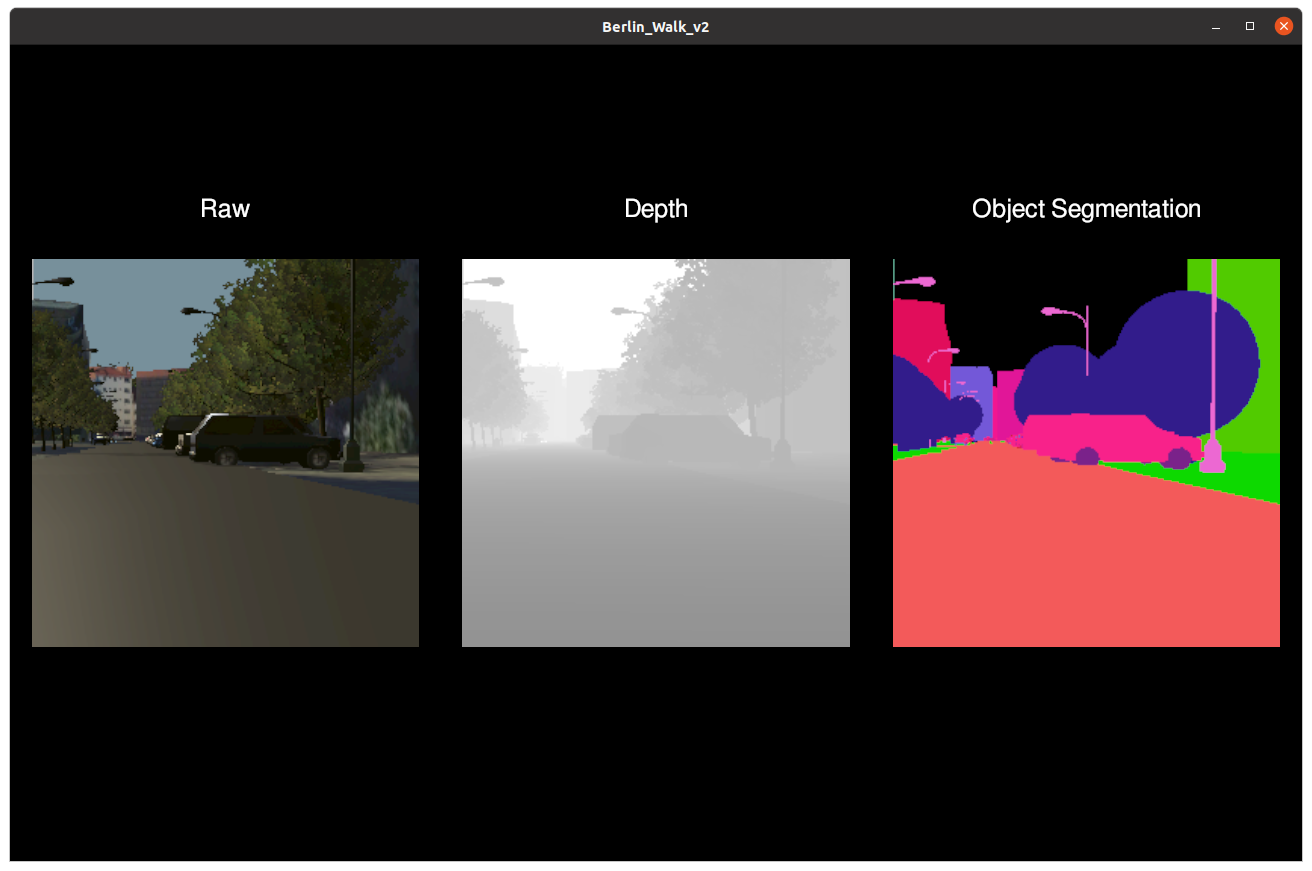 Berlin_Walk_v2
Raw
Depth
Object Segmentation